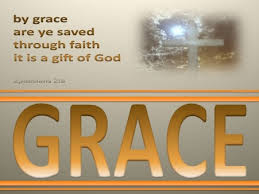 by grace
are ye saved
through faith
it is a gift of God
GRACE